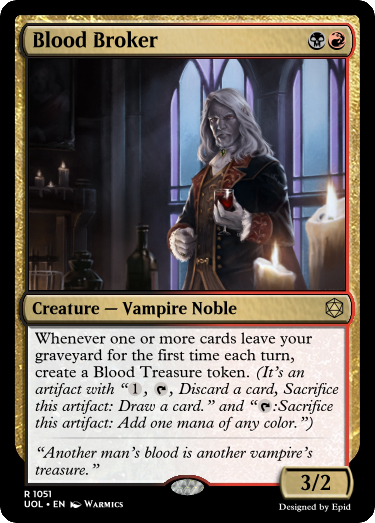 Blood Broker
Creature — Vampire Noble
Whenever one or more cards leave your
graveyard for the first time each turn,
create a Blood Treasure token. (It's an
artifact with “1, T, Discard a card, Sacrifice
this artifact: Draw a card.” and “T:Sacrifice
this artifact: Add one mana of any color.”)
“Another man's blood is another vampire's
treasure.”
3/2
R 1051
UOL • EN Warmics
Designed by Epid